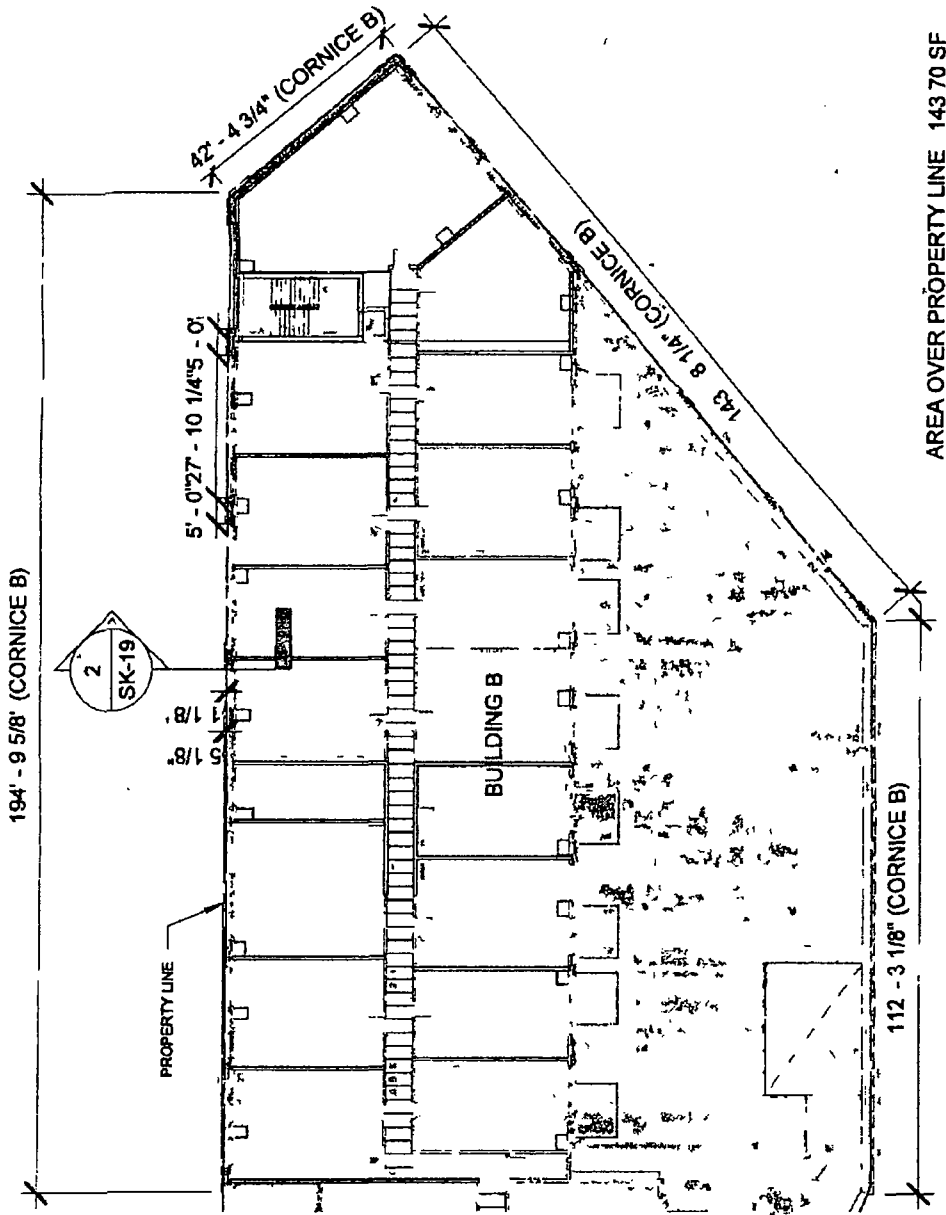 194' - 9 5/8' (CORNICE B)
42' - 4 3/4" (CORNICE B)
2
SK-19
5' - 0"27' - 10 1/4"5' - 0'
1 1/8'
5 1/8"
PROPERTY LINE
BUILDING B
143 8 1/4" (CORNICE B)
112 - 3 1/8" (CORNICE B)
AREA OVER PROPERTY LINE 143 70 SF